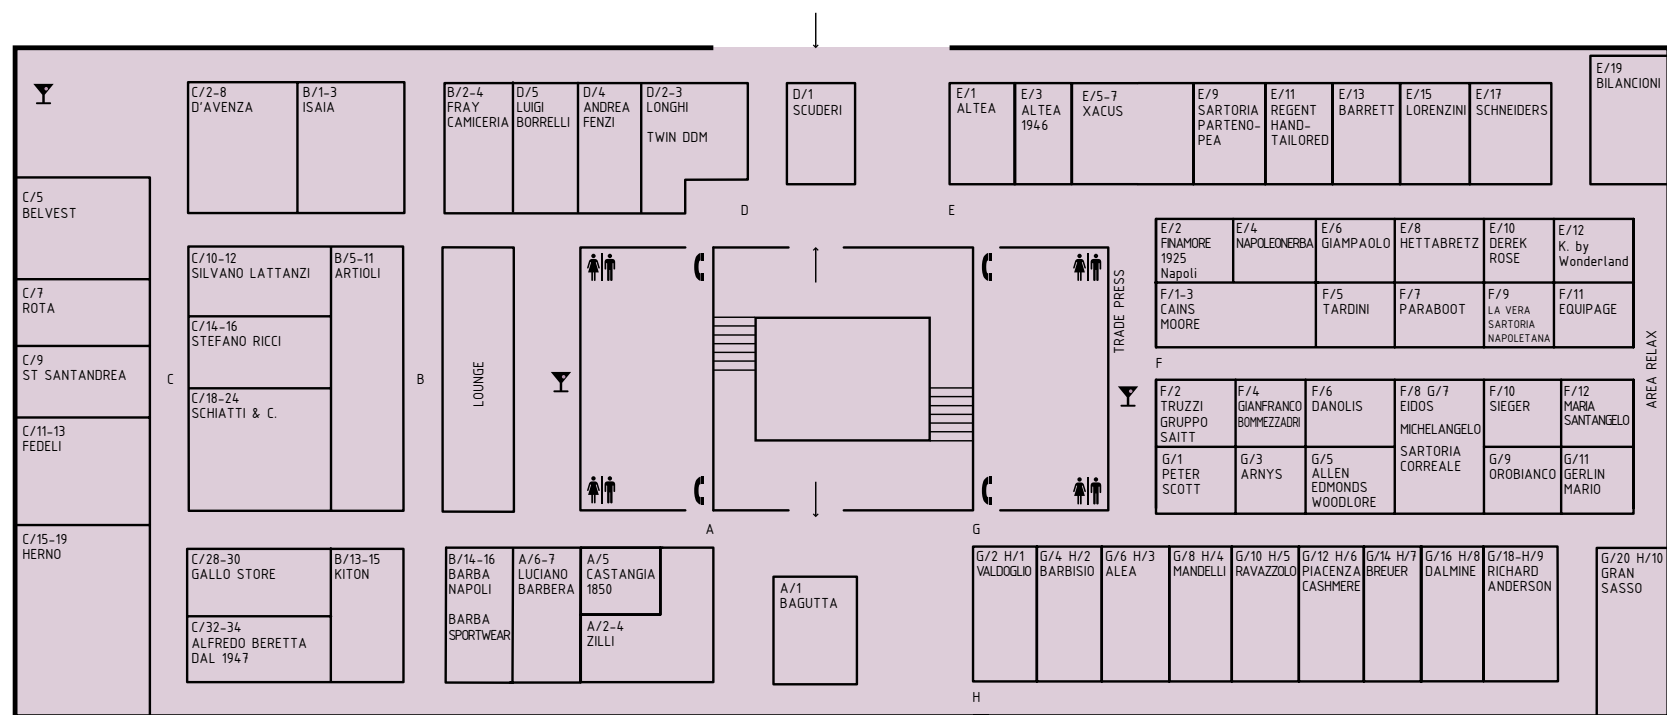 C/2-8
D'AVENZA
B/1-3
ISAIA
B/2-4
FRAY
CAMICERIA
D/5
LUIGI
BORRELLI
D/4
ANDREA
FENZI
D/2-3
LONGHI
TWIN DDM
D/1
SCUDERI
E/1
ALTEA
E/3
ALTEA
1946
E/5-7
XACUS
E/9
SARTORIA
PARTENO-
PEA
E/11
REGENT
HAND-
TAILORED
E/13
BARRETT
E/15
LORENZINI
E/17
SCHNEIDERS
E/19
BILANCIONI
C/5
BELVEST
C/7
ROTA
C/9
ST SANTANDREA
C/11-13
FEDELI
C/15-19
HERNO
C/10-12
SILVANO LATTANZI
B/5-11
ARTIOLI
C/14-16
STEFANO RICCI
C/18-24
SCHIATTI & C.
C
B
LOUNGE
D
E
TRADE PRESS
E/2
FINAMORE
1925
Napoli
E/4
NAPOLEONERBA
E/6
GIAMPAOLO
E/8
HETTABRETZ
E/10
DEREK
ROSE
E/12
K. by
Wonderland
F/1-3
CAINS
MOORE
F/5
TARDINI
F/7
PARABOOT
F/9
LA VERA
SARTORIA
NAPOLETANA
F/11
EQUIPAGE
F
AREA RELAX
F/2
TRUZZI
GRUPPO
SAITT
F/4
GIANFRANCO
BOMMEZZADRI
F/6
DANOLIS
F/8 G/7
EIDOS
MICHELANGELO
SARTORIA
CORREALE
F/10
SIEGER
F/12
MARIA
SANTANGELO
G/1
PETER
SCOTT
G/3
ARNYS
G/5
ALLEN
EDMONDS
WOODLORE
G/9
OROBIANCO
G/11
GERLIN
MARIO
A
G
C/28-30
GALLO STORE
B/13-15
KITON
C/32-34
ALFREDO BERETTA
DAL 1947
B/14-16
BARBA
NAPOLI
BARBA
SPORTWEAR
A/6-7
LUCIANO
BARBERA
A/5
CASTANGIA
1850
A/2-4
ZILLI
A/1
BAGUTTA
G/2 H/1
VALDOGLIO
G/4 H/2
BARBISIO
G/6 H/3
ALEA
G/8 H/4
MANDELLI
G/10 H/5
RAVAZZOLO
G/12 H/6
PIACENZA
CASHMERE
G/14 H/7
BREUER
G/16 H/8
DALMINE
G/18-H/9
RICHARD
ANDERSON
G/20 H/10
GRAN
SASSO
H